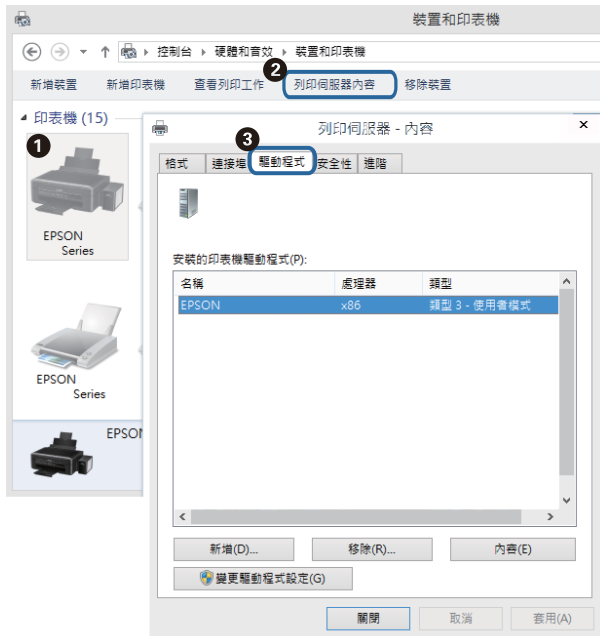 裝置和印表機
控制台 硬體和音效 裝置和印表機
新增裝置 新增印表機 查看列印工作 列印伺服器內容 移除裝置
2
印表機 (15)
1
EPSON
Series
EPSON
Series
EPSON
列印伺服器 - 內容
3
格式 連接埠 驅動程式 安全性 進階
安裝的印表機驅動程式(P):
名稱 處理器 類型
EPSON x86 類型 3 - 使用者模式
新增(D)... 移除(R)... 內容(E)
變更驅動程式設定(G)
關閉 取消 套用(A)